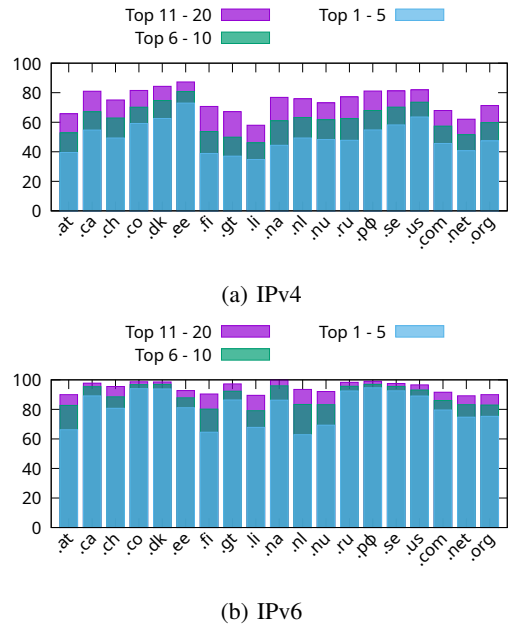 Top 11 - 20 Top 1 - 5
Top 6 - 10
100
80
60
40
20
0
.at .ca .ch .co .dk .ee .fi .gt .li .na .nl .nu .ru .рф .se .us .com .net .org
(a) IPv4
Top 11 - 20 Top 1 - 5
Top 6 - 10
100
80
60
40
20
0
.at .ca .ch .co .dk .ee .fi .gt .li .na .nl .nu .ru .рф .se .us .com .net .org
(b) IPv6